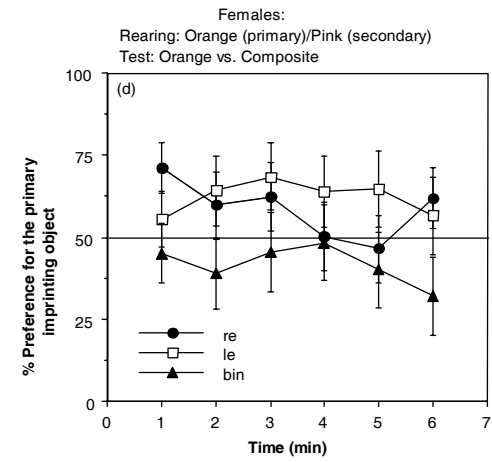 Females:
Rearing: Orange (primary)/Pink (secondary)
Test: Orange vs. Composite
(d)
% Preference for the primary
imprinting object
100
75
50
25
0
re
le
bin
0 1 2 3 4 5 6 7
Time (min)